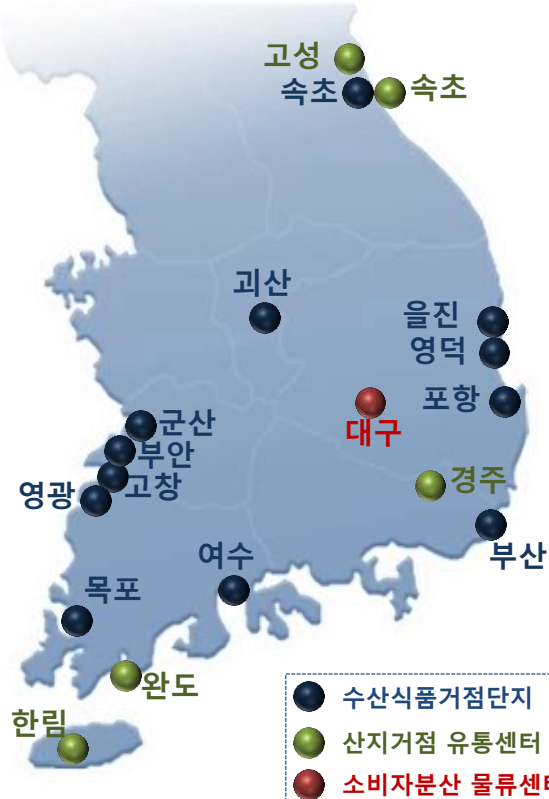 고성
속초 속초
괴산
을진
영덕
포항
대구
군산
부안
고창
영광
경주
부산
여수
목포
완도
한림
수산식품거점단지
산지거점 유통센터
소비자분산 물류센터